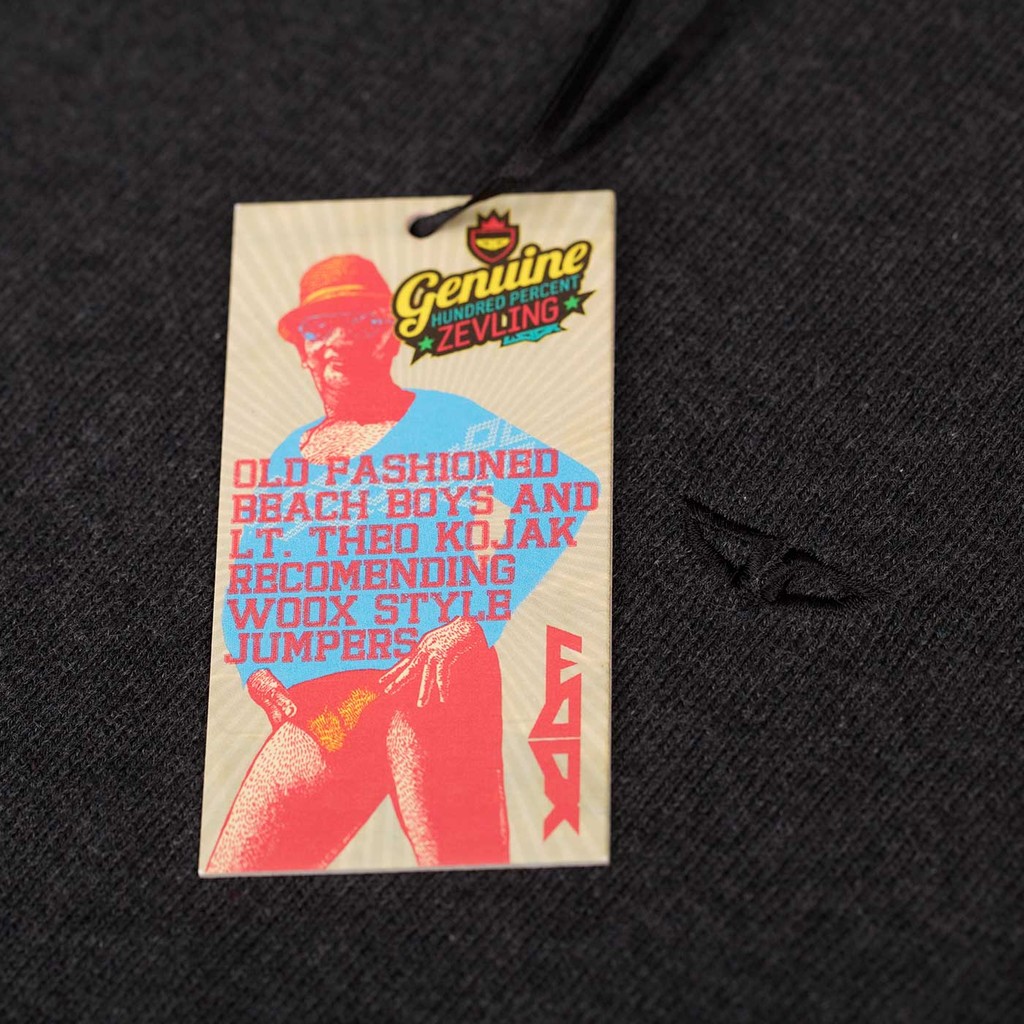 Genuine
HUNDRED PERCENT
ZEVLING
OLD FASHIONED
BEACH BOYS AND
LT. THEO KOJAK
RECOMENDING
WOOX STYLE
JUMPERS